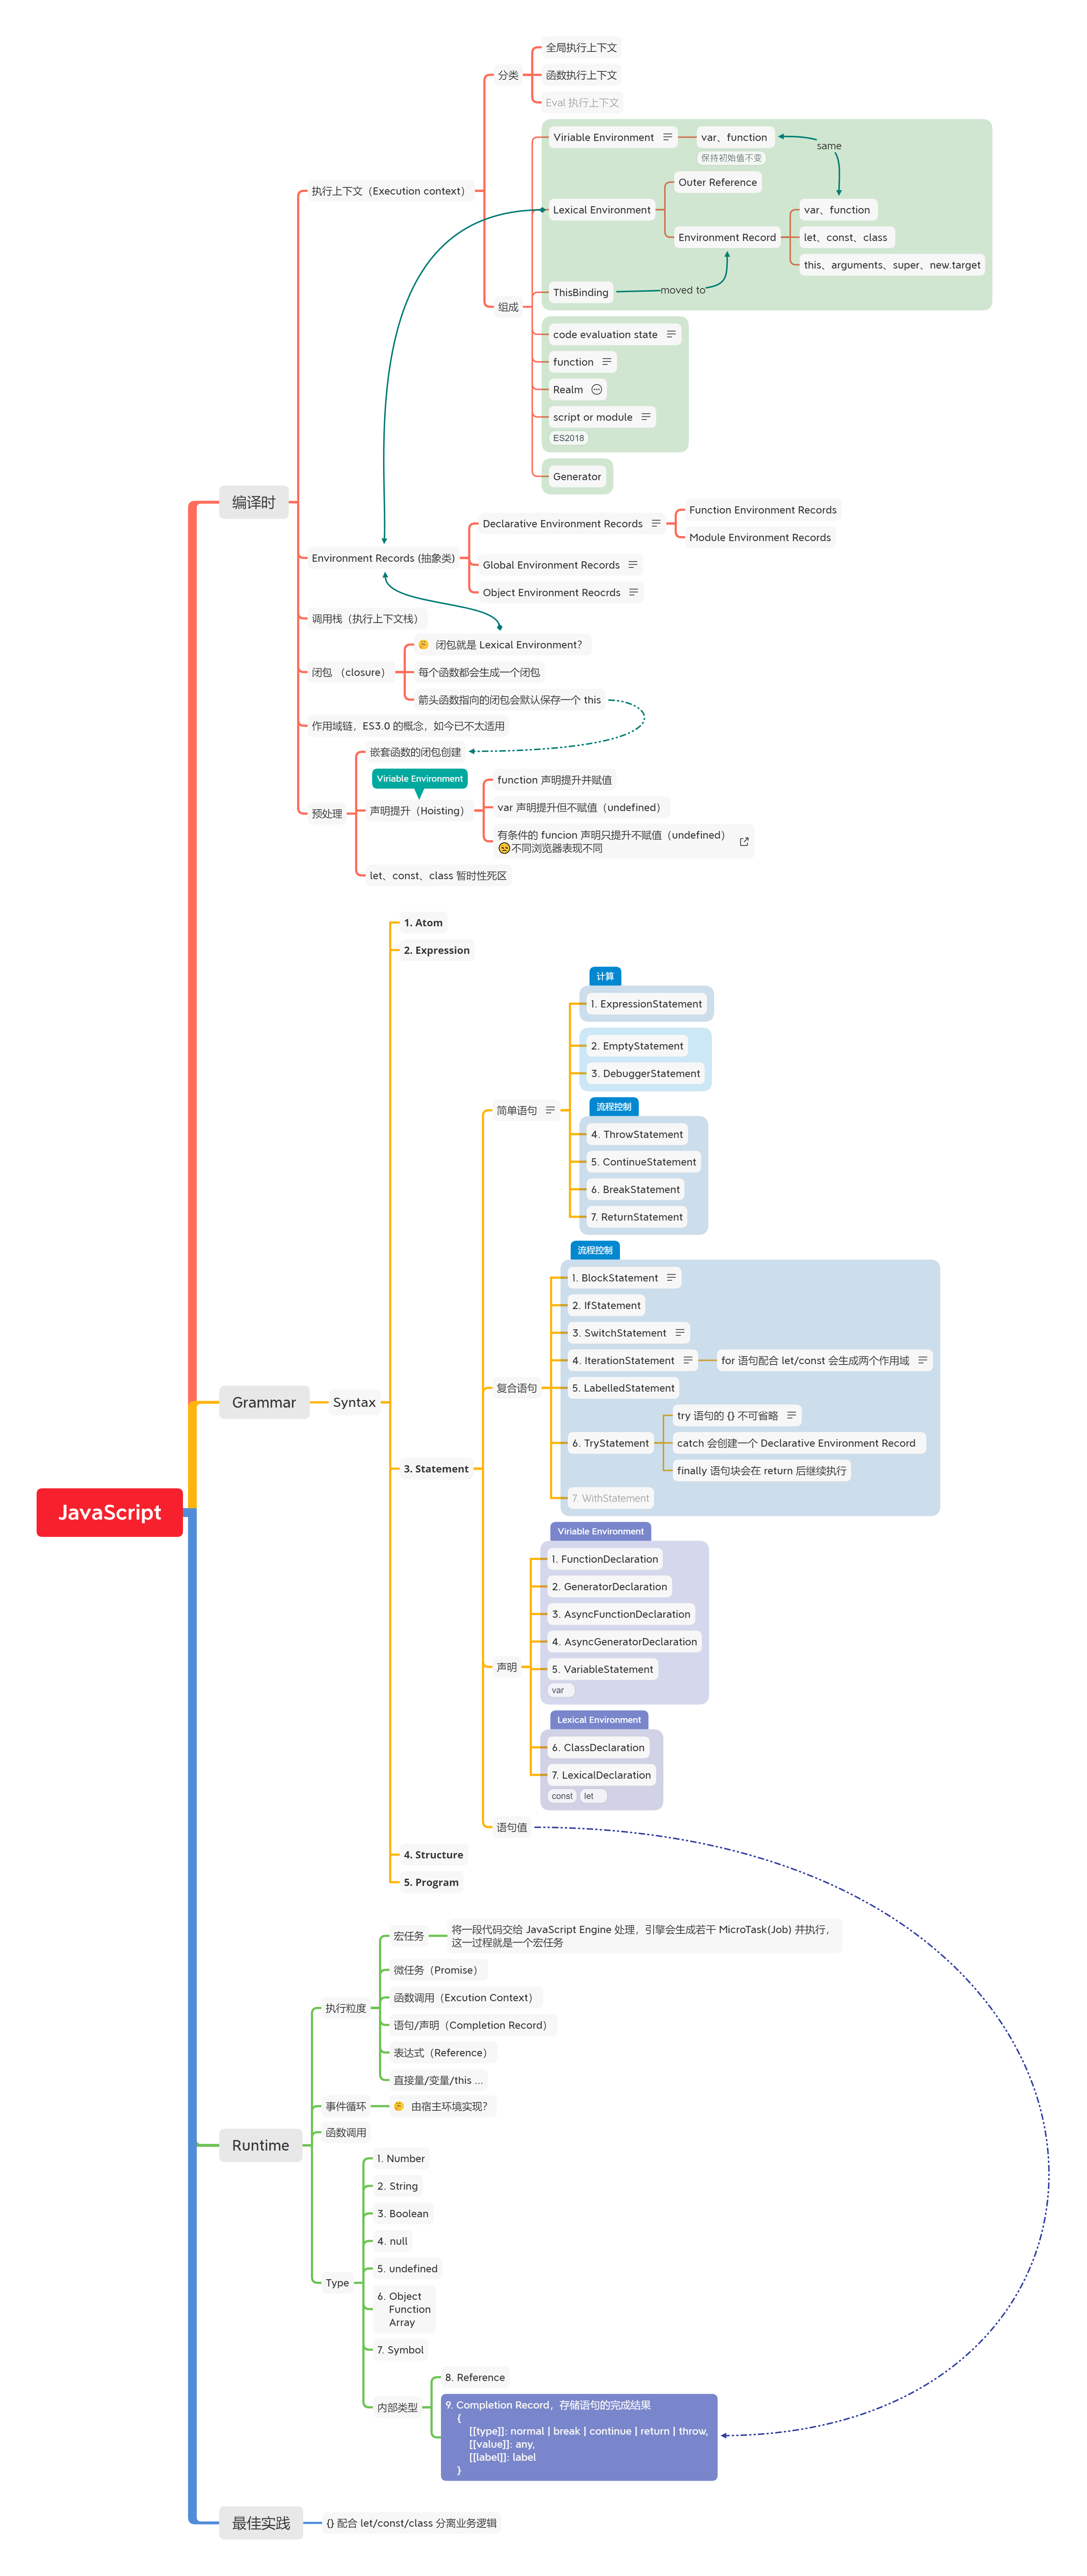 JavaScript
编译时
执行上下文（Execution context）
分类
全局执行上下文
函数执行上下文
Eval 执行上下文
组成
Viriable Environment
var、function
保持初始值不变
same
Lexical Environment
Outer Reference
Environment Record
var、function
let、const、class
this、arguments、super、new.target
ThisBinding
moved to
code evaluation state
function
Realm
script or module
ES2018
Generator
Environment Records (抽象类)
Declarative Environment Records
Function Environment Records
Module Environment Records
Global Environment Records
Object Environment Reocrds
调用栈（执行上下文栈）
闭包 （closure）
🤔 闭包就是 Lexical Environment？
每个函数都会生成一个闭包
箭头函数指向的闭包会默认保存一个 this
作用域链，ES3.0 的概念，如今已不太适用
预处理
嵌套函数的闭包创建
Viriable Environment
声明提升（Hoisting）
function 声明提升并赋值
var 声明提升但不赋值（undefined）
有条件的 funcion 声明只提升不赋值（undefined）
😠不同浏览器表现不同
let、const、class 暂时性死区
Grammar
Syntax
1. Atom
2. Expression
3. Statement
简单语句
计算
1. ExpressionStatement
2. EmptyStatement
3. DebuggerStatement
流程控制
4. ThrowStatement
5. ContinueStatement
6. BreakStatement
7. ReturnStatement
复合语句
流程控制
1. BlockStatement
2. IfStatement
3. SwitchStatement
4. IterationStatement
for 语句配合 let/const 会生成两个作用域
5. LabelledStatement
6. TryStatement
try 语句的 {} 不可省略
catch 会创建一个 Declarative Environment Record
finally 语句块会在 return 后继续执行
7. WithStatement
声明
Viriable Environment
1. FunctionDeclaration
2. GeneratorDeclaration
3. AsyncFunctionDeclaration
4. AsyncGeneratorDeclaration
5. VariableStatement
var
Lexical Environment
6. ClassDeclaration
7. LexicalDeclaration
const let
语句值
4. Structure
5. Program
Runtime
执行粒度
宏任务
将一段代码交给 JavaScript Engine 处理，引擎会生成若干 MicroTask(Job) 并执行，
这一过程就是一个宏任务
微任务（Promise）
函数调用（Excution Context）
语句/声明（Completion Record）
表达式（Reference）
直接量/变量/this ...
事件循环
🤔 由宿主环境实现？
函数调用
Type
1. Number
2. String
3. Boolean
4. null
5. undefined
6. Object
Function
Array
7. Symbol
内部类型
8. Reference
9. Completion Record，存储语句的完成结果
{
[[type]]: normal | break | continue | return | throw,
[[value]]: any,
[[label]]: label
}
最佳实践
{} 配合 let/const/class 分离业务逻辑